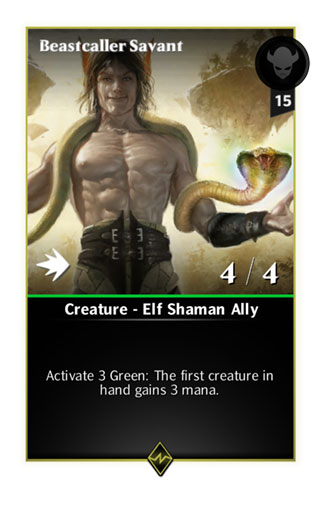 Beastcaller Savant
15
4/4
Creature - Elf Shaman Ally
Activate 3 Green: The first creature in
hand gains 3 mana.